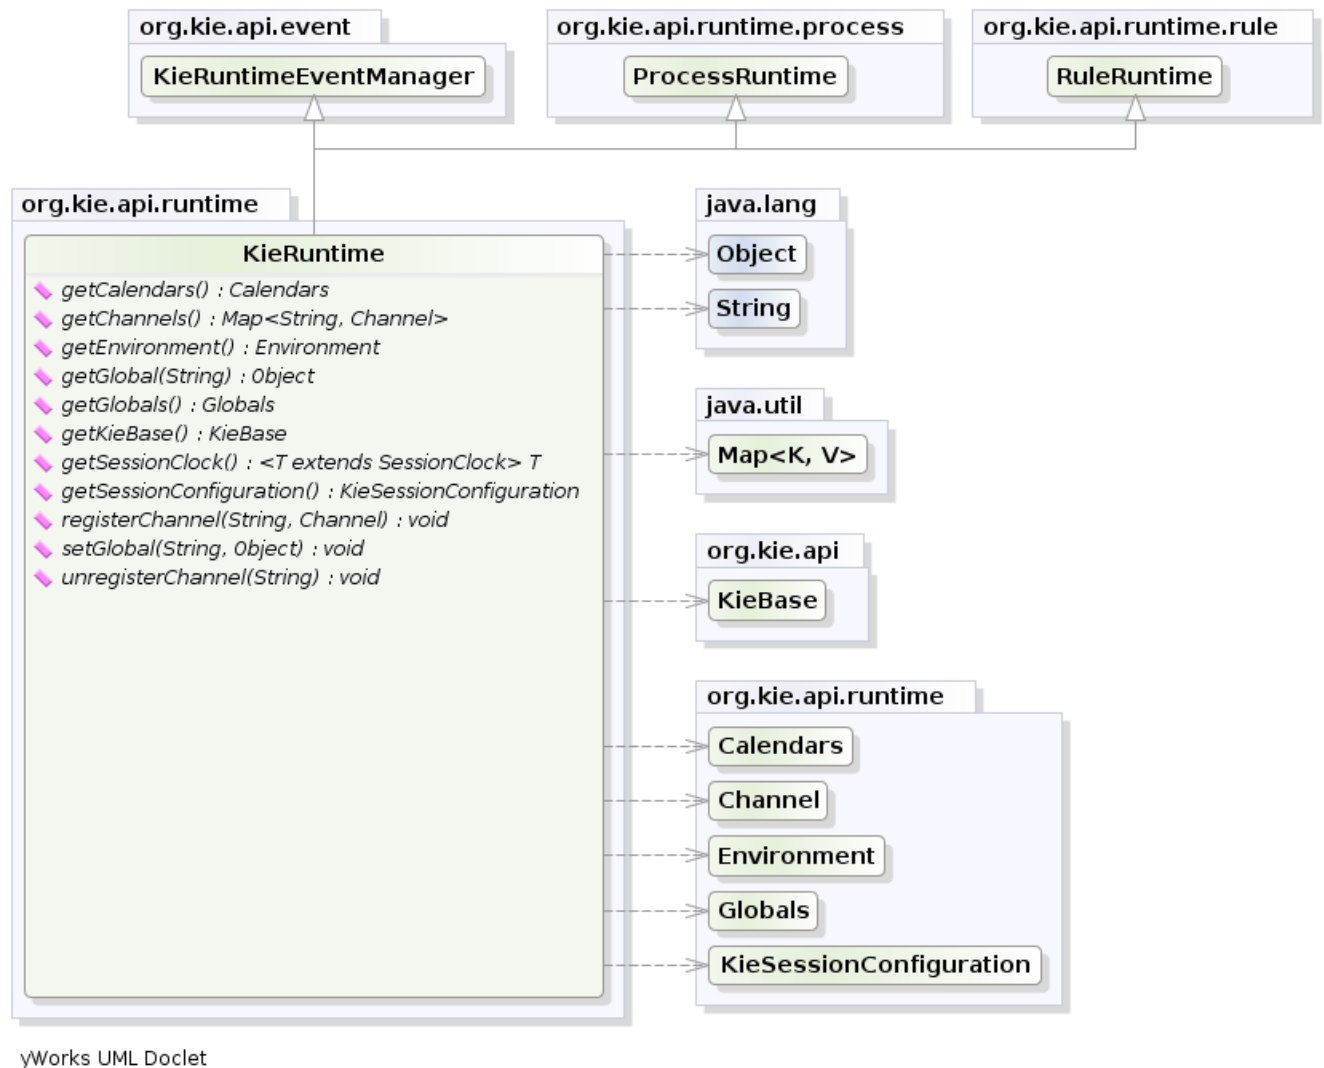 org.kie.api.event
KieRuntimeEventManager
org.kie.api.runtime.process
ProcessRuntime
org.kie.api.runtime.rule
RuleRuntime
org.kie.api.runtime
KieRuntime
getCalendars() : Calendars
getChannels() : Map<String, Channel>
getEnvironment() : Environment
getGlobal(String) : Object
getGlobals() : Globals
getKieBase() : KieBase
getSessionClock() : <T extends SessionClock> T
getSessionConfiguration() : KieSessionConfiguration
registerChannel(String, Channel) : void
setGlobal(String, Object) : void
unregisterChannel(String) : void
java.lang
Object
String
java.util
Map<K, V>
org.kie.api
KieBase
org.kie.api.runtime
Calendars
Channel
Environment
Globals
KieSessionConfiguration
yWorks UML Doclet